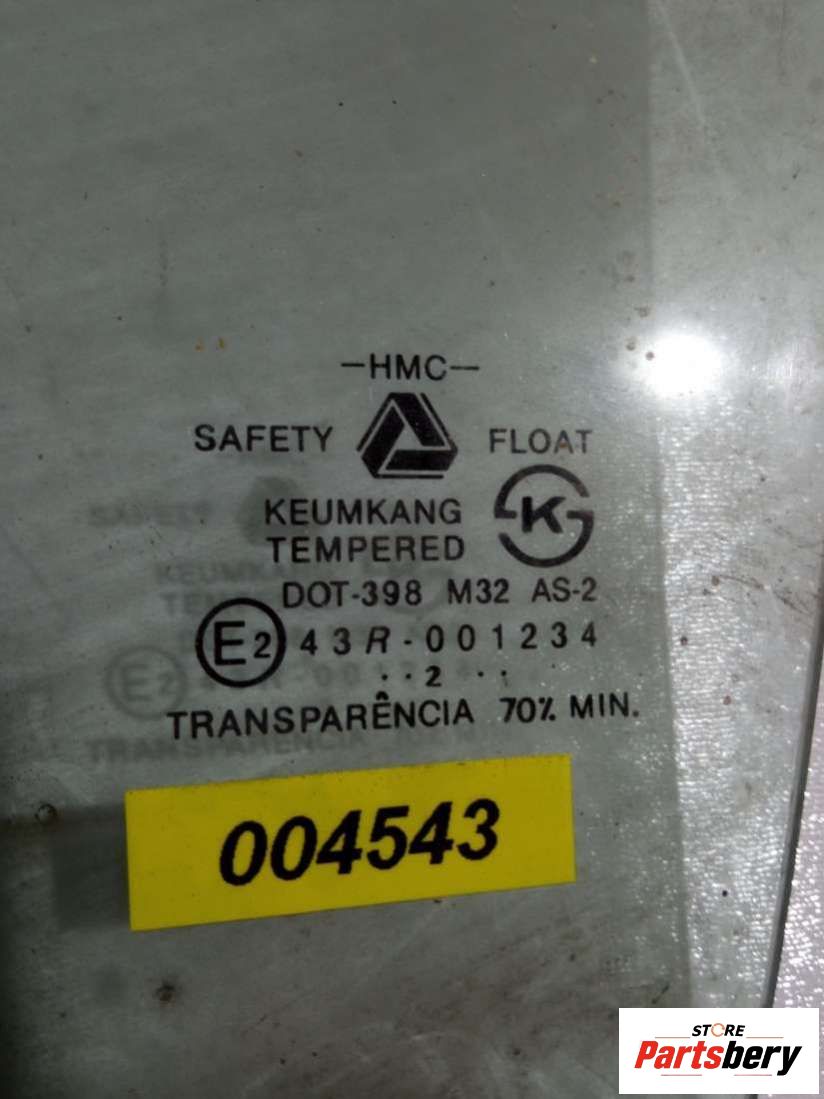 -HMC-
SAFETY FLOAT
KEUMKANG K
TEMPERED
DOT-398 M32 AS-2
E2 43R-001234
..2 ..
TRANSPARÊNCIA 70% MIN.
004543
STORE
Partsbery